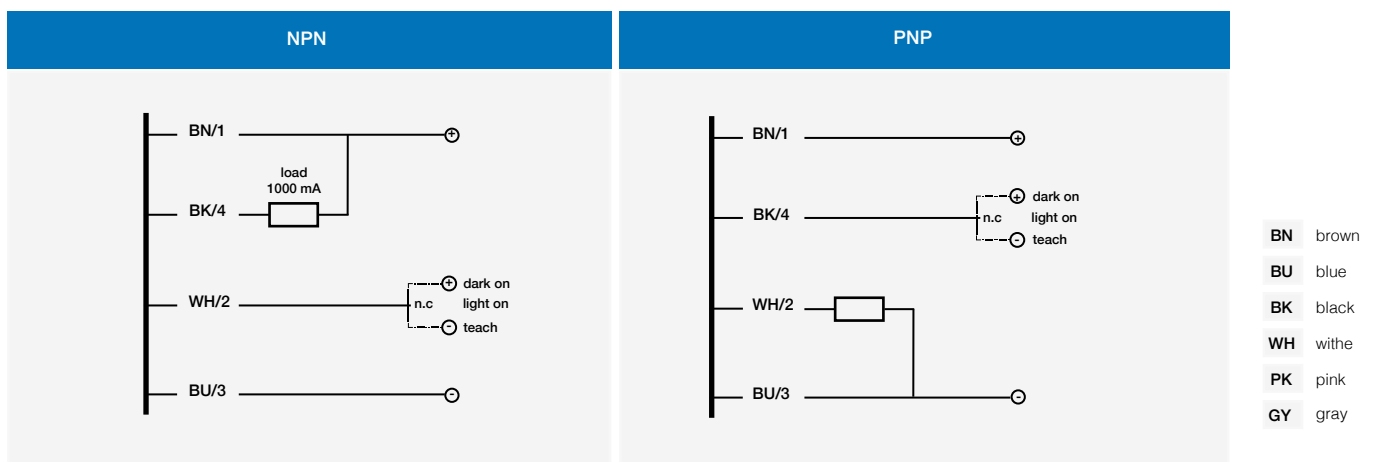 NPN
PNP
BN/1
+
load
1000 mA
BK/4
WH/2
+ dark on
n.c light on
- teach
BU/3
-
BN/1
+
BK/4
+ dark on
n.c light on
- teach
WH/2
BU/3
-
BN brown
BU blue
BK black
WH withe
PK pink
GY gray